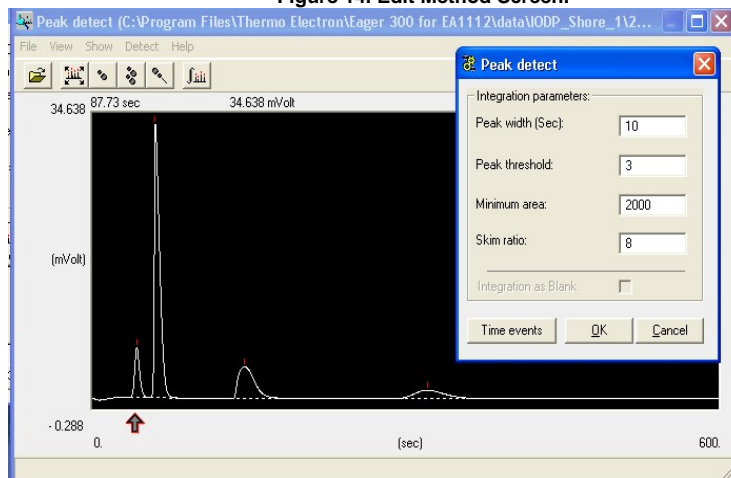 Figure 14. Edit Method Screen.
Peak detect (C:\Program Files\Thermo Electron\Eager 300 for EA1112\data\IODP_Shore_1\2...
File View Show Detect Help
34.638 87.73 sec 34.638 mVolt
(mVolt)
- 0.288
0. (sec) 600.
Peak detect
Integration parameters:
Peak width (Sec): 10
Peak threshold: 3
Minimum area: 2000
Skim ratio: 8
Integration as Blank
Time events OK Cancel